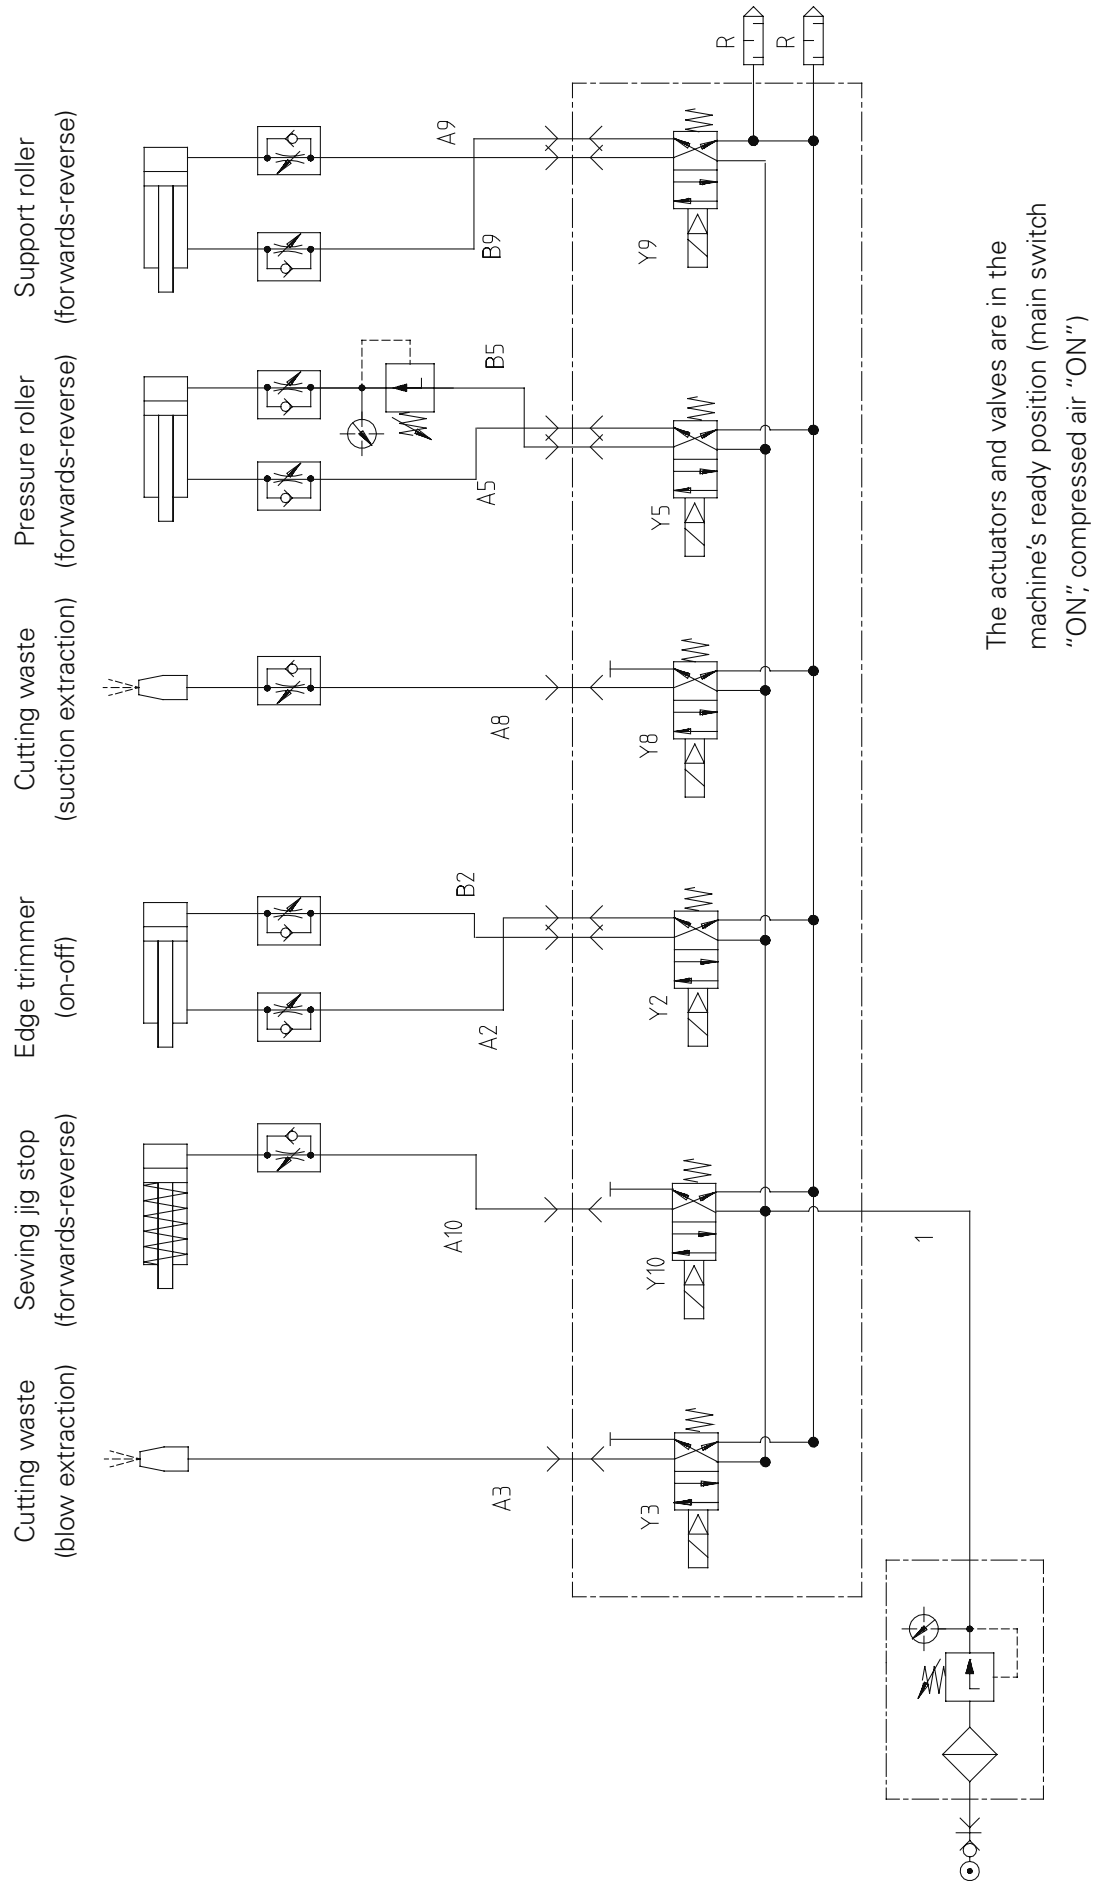 Cutting waste
(blow extraction)
Sewing jig stop
(forwards-reverse)
Edge trimmer
(on-off)
Cutting waste
(suction extraction)
Pressure roller
(forwards-reverse)
Support roller
(forwards-reverse)
A3
A10
A2
B2
A8
A5
B5
B9
A9
Y3
Y10
Y2
Y8
Y5
Y9
R
R
1
The actuators and valves are in the
machine’s ready position (main switch
“ON”, compressed air “ON”)